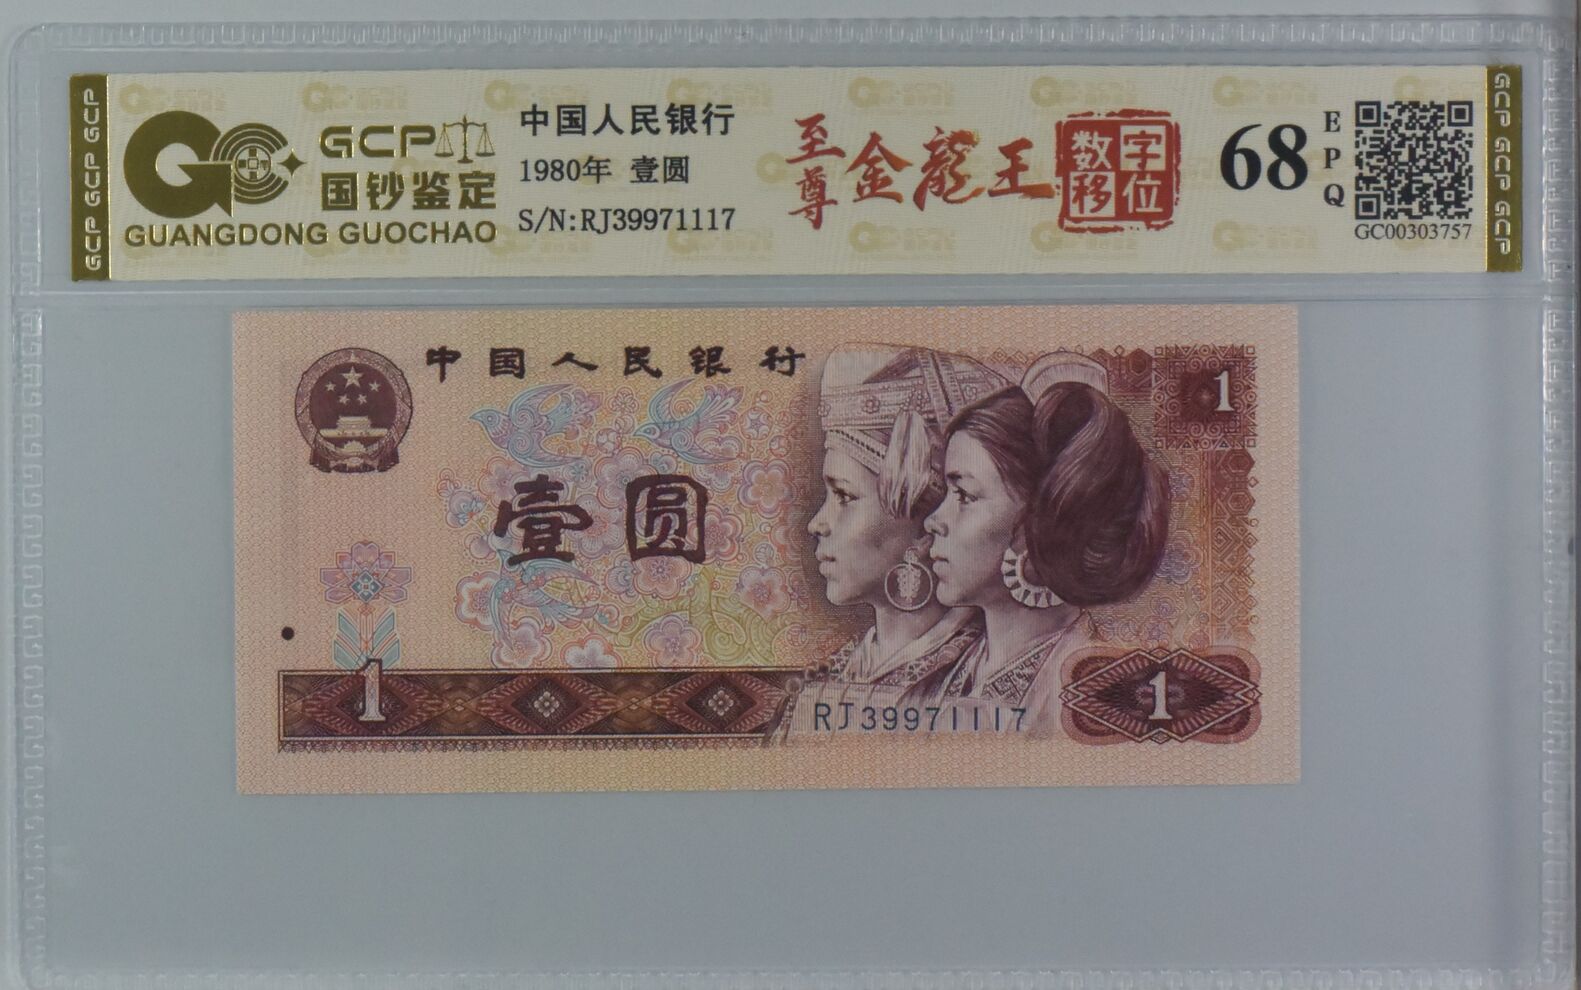 GCP GCP GCP
GCP
国钞鉴定
GUANGDONG GUOCHAO
中国人民银行
1980年 壹圆
S/N:RJ39971117
至尊
金龍王
数字
移位
68
EPQ
GC00303757
GCP GCP GCP
中国人民银行
1
壹圆
1
RJ39971117
1